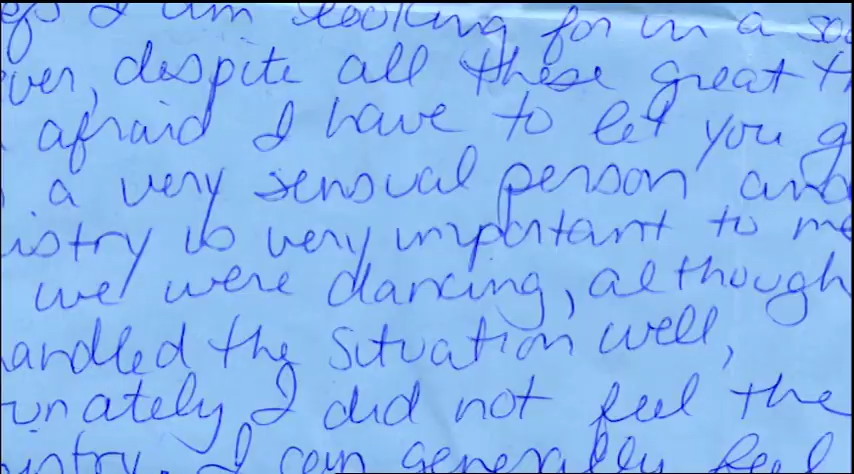 I am looking for in a
, despite all these great
afraid I have to let you
a very sensual person and
istry is very important to me
we were dancing, although
andled the situation well,
unately I did not feel the
istry. I can generally feel